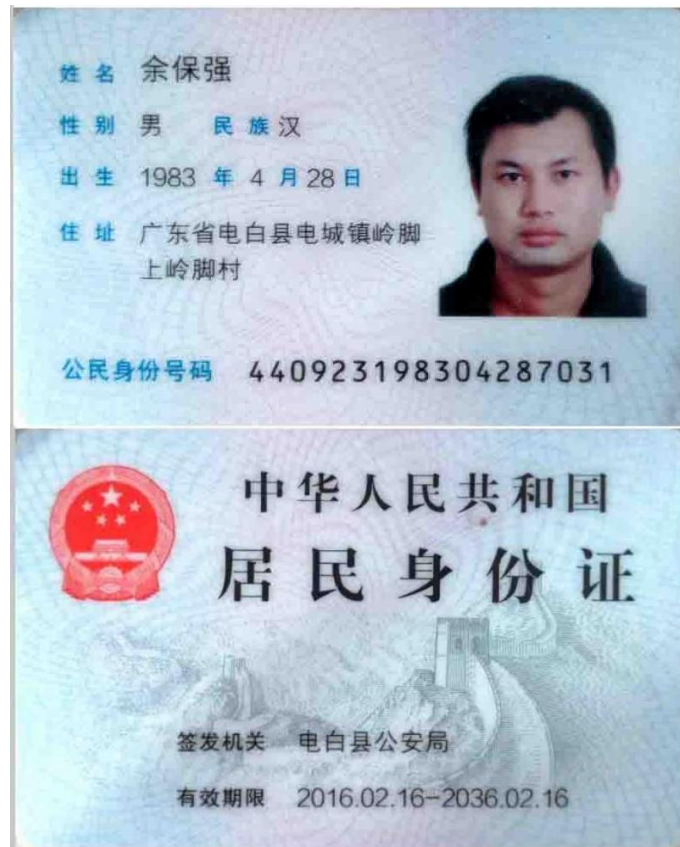 姓名 余保强
性别 男 民族 汉
出生 1983 年 4 月 28 日
住址 广东省电白县电城镇岭脚
上岭脚村
公民身份号码 440923198304287031
中华人民共和国
居民身份证
签发机关 电白县公安局
有效期限 2016.02.16-2036.02.16